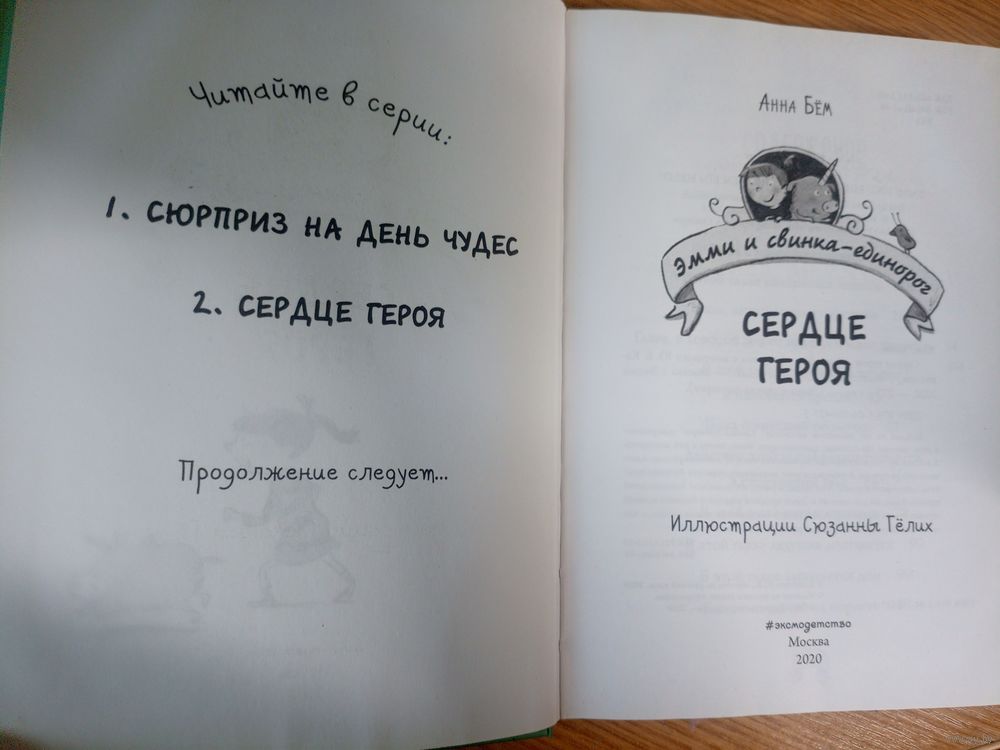 Читайте в серии:
1. СЮРПРИЗ НА ДЕНЬ ЧУДЕС
2. СЕРДЦЕ ГЕРОЯ
Продолжение следует...
АННА БЁМ
Эмми и свинка-единорог
СЕРДЦЕ
ГЕРОЯ
Иллюстрации Сюзанны Гёлих
#эксмодетство
Москва
2020